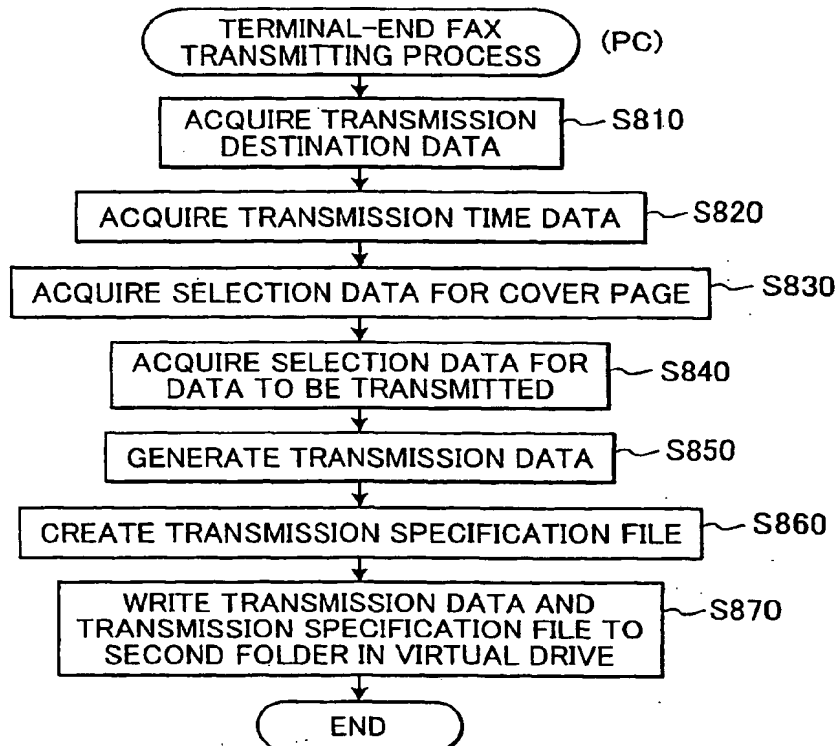 TERMINAL-END FAX
TRANSMITTING PROCESS
(PC)
ACQUIRE TRANSMISSION
DESTINATION DATA
S810
ACQUIRE TRANSMISSION TIME DATA
S820
ACQUIRE SELECTION DATA FOR COVER PAGE
S830
ACQUIRE SELECTION DATA FOR
DATA TO BE TRANSMITTED
S840
GENERATE TRANSMISSION DATA
S850
CREATE TRANSMISSION SPECIFICATION FILE
S860
WRITE TRANSMISSION DATA AND
TRANSMISSION SPECIFICATION FILE TO
SECOND FOLDER IN VIRTUAL DRIVE
S870
END